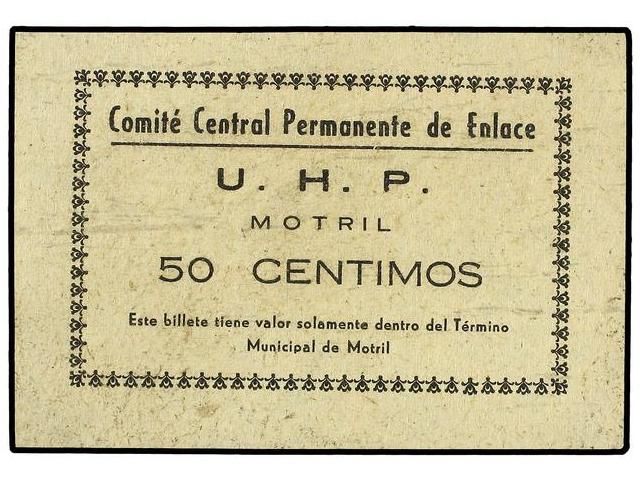 Comité Central Permanente de Enlace
U. H. P.
MOTRIL
50 CENTIMOS
Este billete tiene valor solamente dentro del Término
Municipal de Motril